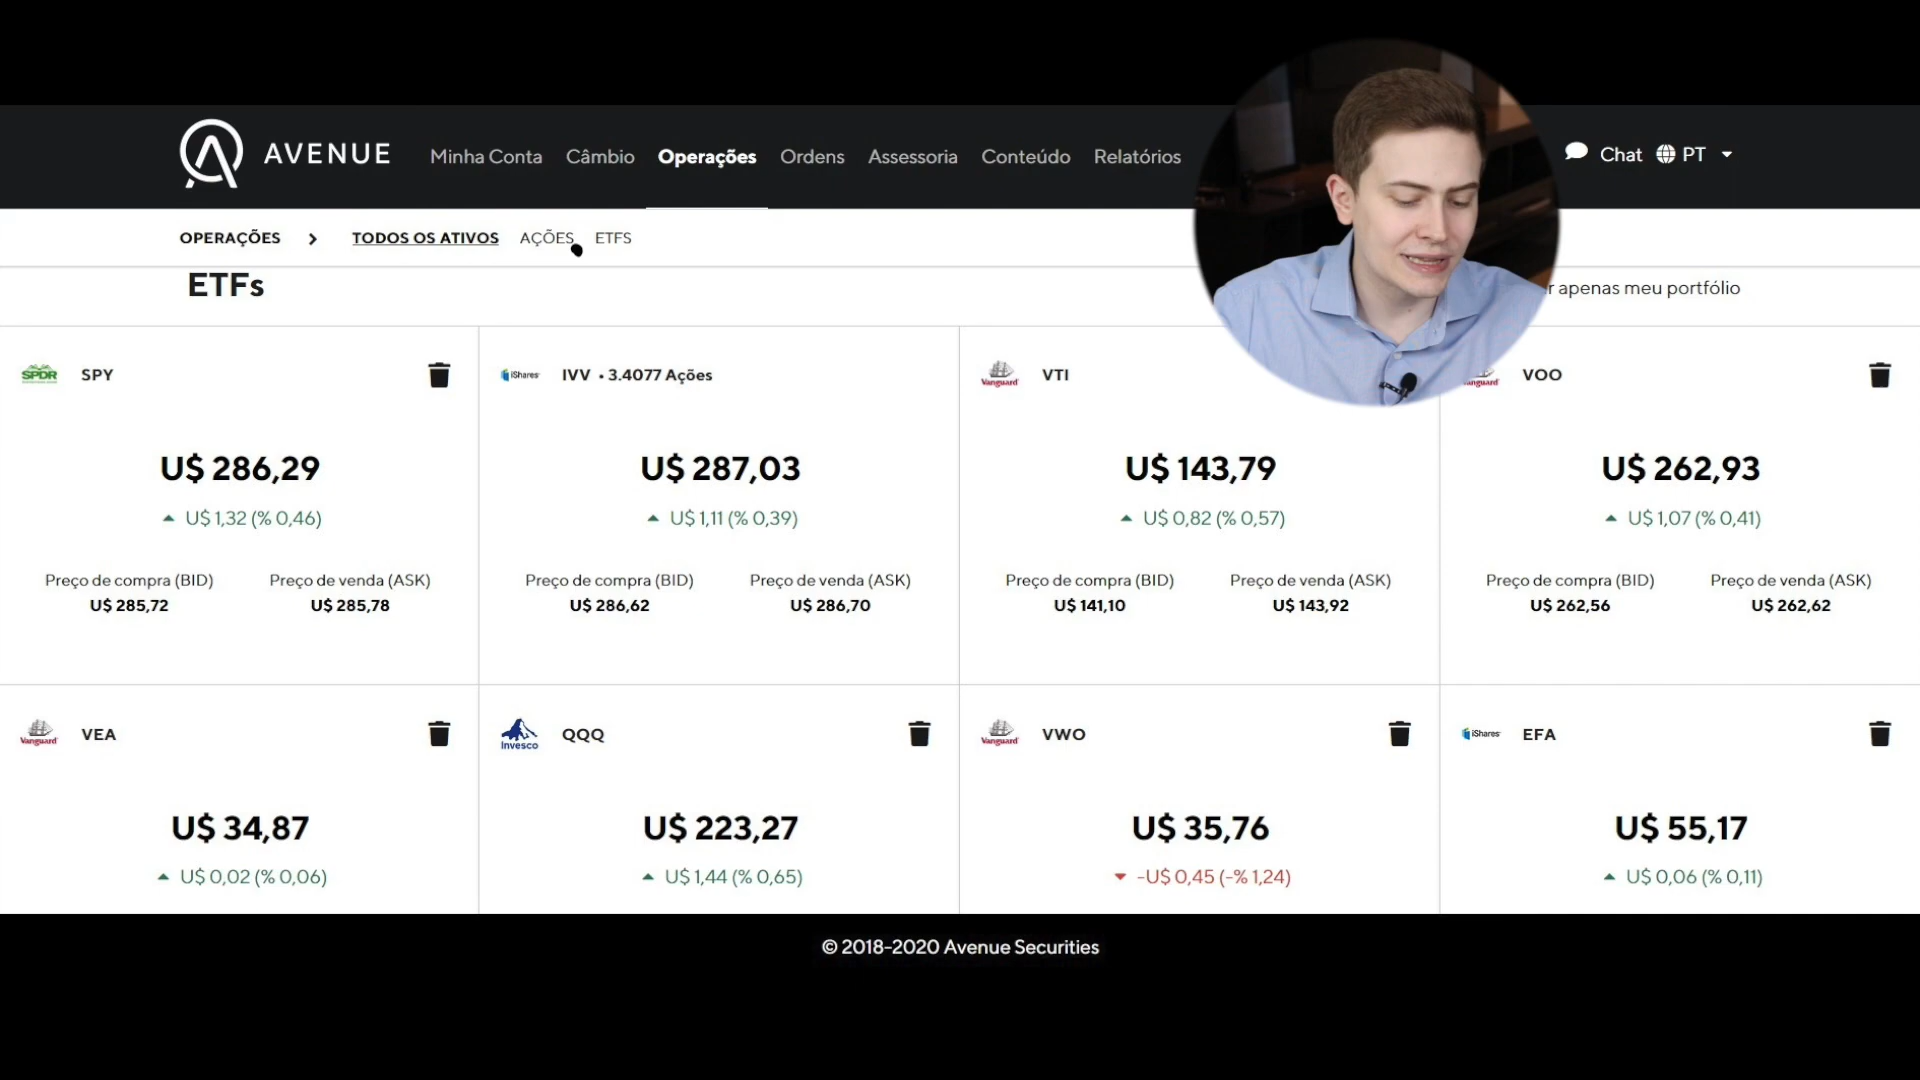 AVENUE
Minha Conta Câmbio Operações Ordens Assessoria Conteúdo Relatórios
Chat PT
OPERAÇÕES TODOS OS ATIVOS AÇÕES ETFS
ETFs
apenas meu portfólio
SPDR SPY
iShares IVV • 3.4077 Ações
Vanguard VTI
VOO
U$ 286,29
U$ 287,03
U$ 143,79
U$ 262,93
U$ 1,32 (% 0,46)
U$ 1,11 (% 0,39)
U$ 0,82 (% 0,57)
U$ 1,07 (% 0,41)
Preço de compra (BID) Preço de venda (ASK)
Preço de compra (BID) Preço de venda (ASK)
Preço de compra (BID) Preço de venda (ASK)
Preço de compra (BID) Preço de venda (ASK)
U$ 285,72 U$ 285,78
U$ 286,62 U$ 286,70
U$ 141,10 U$ 143,92
U$ 262,56 U$ 262,62
Vanguard VEA
Invesco QQQ
Vanguard VWO
iShares EFA
U$ 34,87
U$ 223,27
U$ 35,76
U$ 55,17
U$ 0,02 (% 0,06)
U$ 1,44 (% 0,65)
-U$ 0,45 (-% 1,24)
U$ 0,06 (% 0,11)
© 2018-2020 Avenue Securities